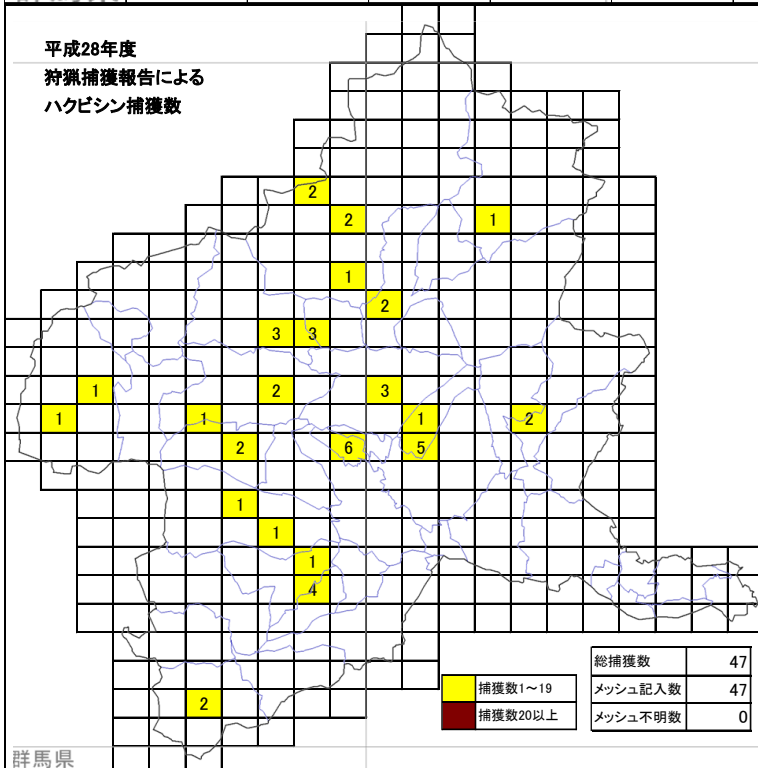 平成28年度
狩猟捕獲報告による
ハクビシン捕獲数
2
2 1
1
2
3 3
1 2 3
1 1 1 2
2 6 5
1
1
1
4
2
捕獲数1～19
捕獲数20以上
総捕獲数 47
メッシュ記入数 47
メッシュ不明数 0
群馬県